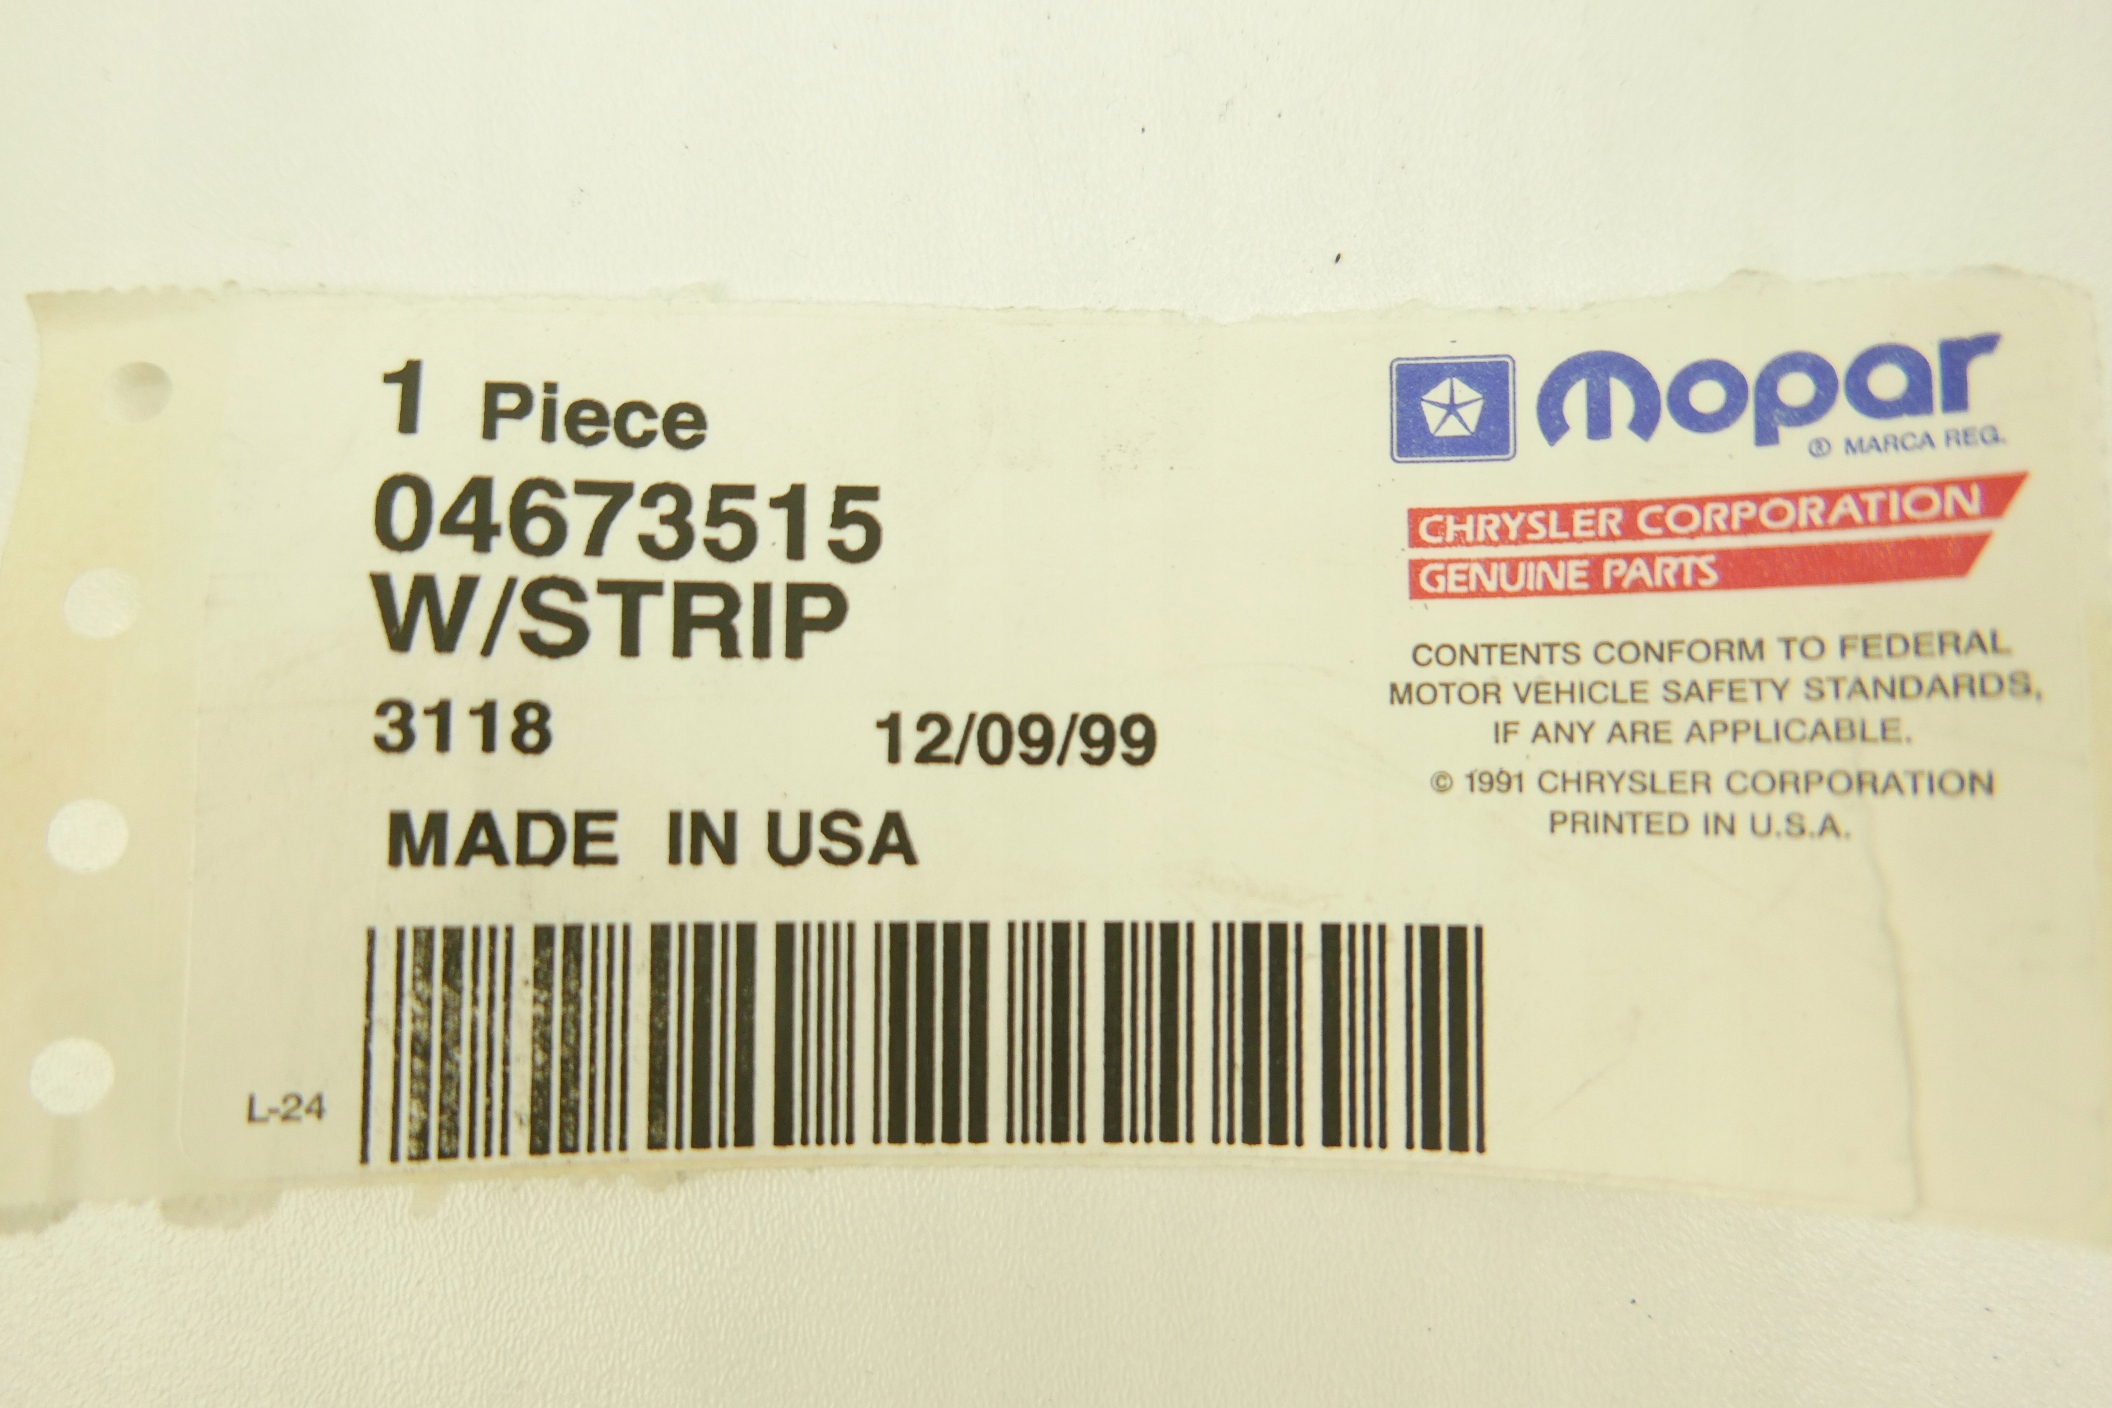 1 Piece
04673515
W/STRIP
3118 12/09/99
MADE IN USA
L-24
mopar
® MARCA REG.
CHRYSLER CORPORATION
GENUINE PARTS
CONTENTS CONFORM TO FEDERAL
MOTOR VEHICLE SAFETY STANDARDS,
IF ANY ARE APPLICABLE.
© 1991 CHRYSLER CORPORATION
PRINTED IN U.S.A.